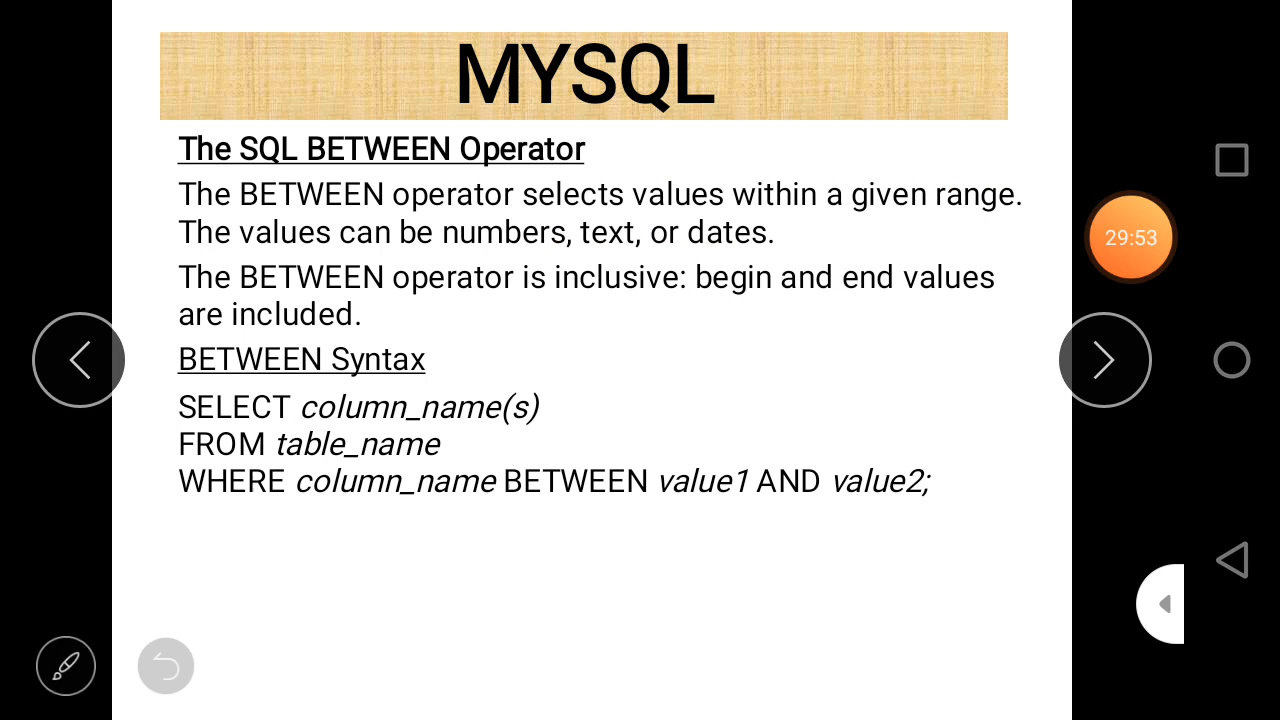 MYSQL
The SQL BETWEEN Operator
The BETWEEN operator selects values within a given range.
The values can be numbers, text, or dates.
29:53
The BETWEEN operator is inclusive: begin and end values
are included.
BETWEEN Syntax
SELECT column_name(s)
FROM table_name
WHERE column_name BETWEEN value1 AND value2;